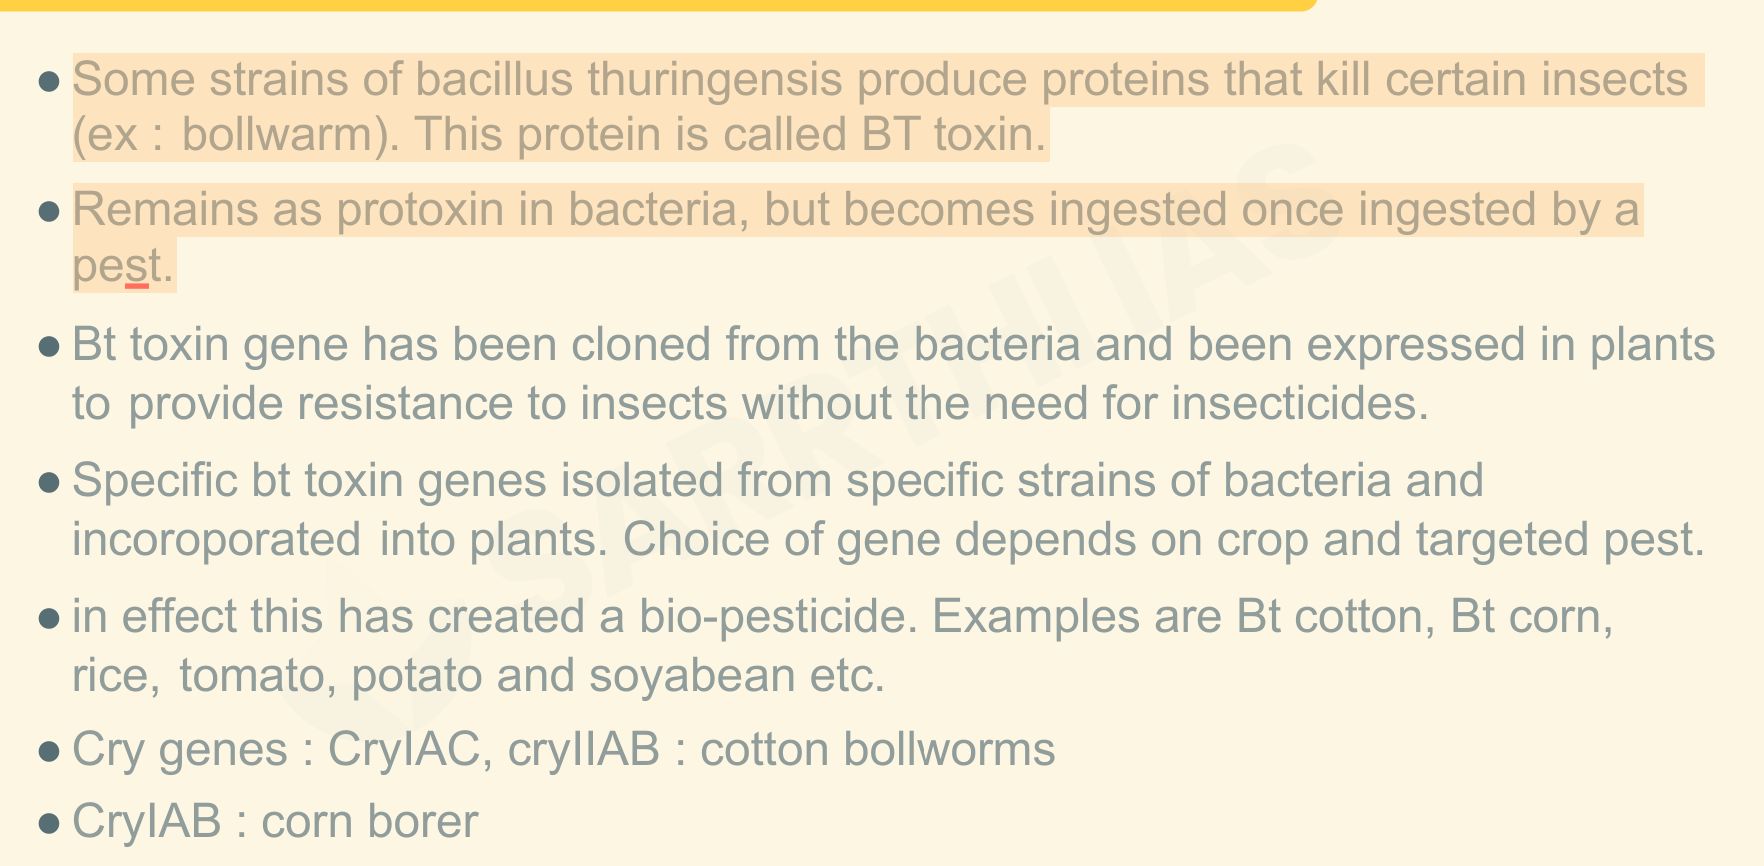 ● Some strains of bacillus thuringensis produce proteins that kill certain insects
(ex : bollwarm). This protein is called BT toxin.
● Remains as protoxin in bacteria, but becomes ingested once ingested by a
pest.
● Bt toxin gene has been cloned from the bacteria and been expressed in plants
to provide resistance to insects without the need for insecticides.
● Specific bt toxin genes isolated from specific strains of bacteria and
incoroporated into plants. Choice of gene depends on crop and targeted pest.
● in effect this has created a bio-pesticide. Examples are Bt cotton, Bt corn,
rice, tomato, potato and soyabean etc.
● Cry genes : CryIAC, cryIIAB : cotton bollworms
● CryIAB : corn borer
SARRTHI IAS